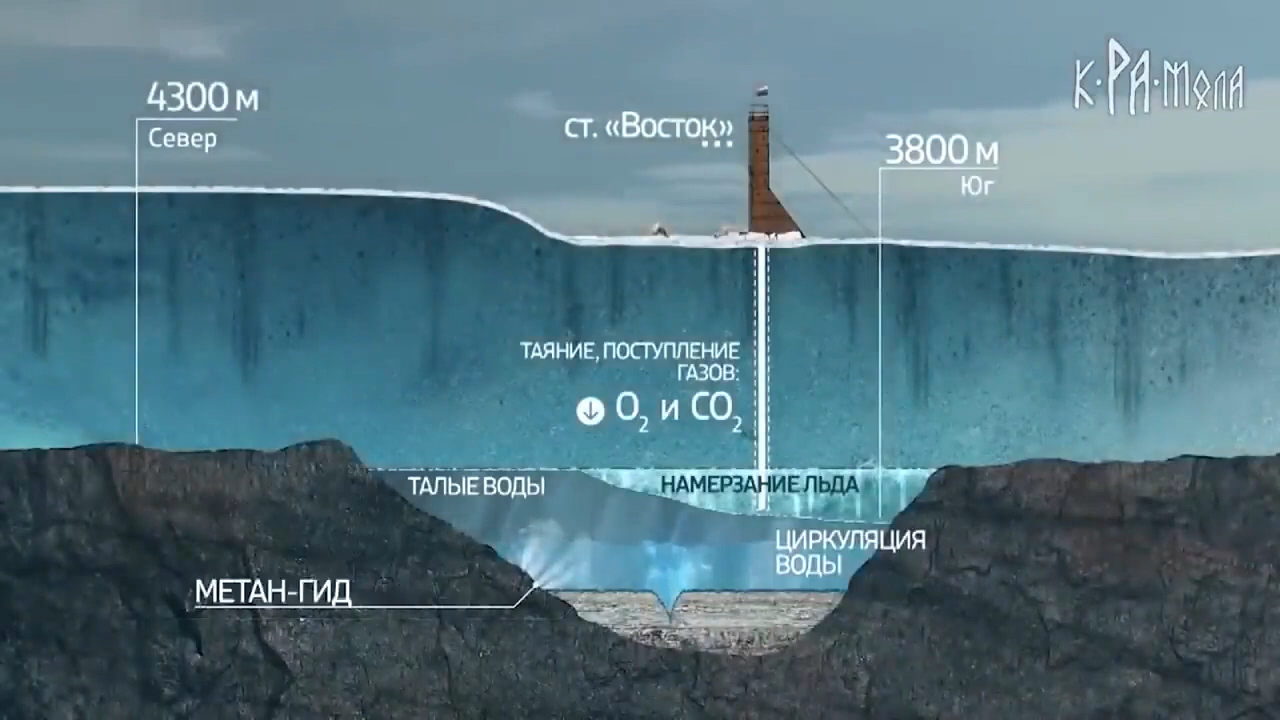 К·РА·МОЛА
4300 м
Север
ст. «Восток»
3800 м
Юг
ТАЯНИЕ, ПОСТУПЛЕНИЕ
ГАЗОВ:
O₂ и CO₂
ТАЛЫЕ ВОДЫ
НАМЕРЗАНИЕ ЛЬДА
ЦИРКУЛЯЦИЯ
ВОДЫ
МЕТАН-ГИД